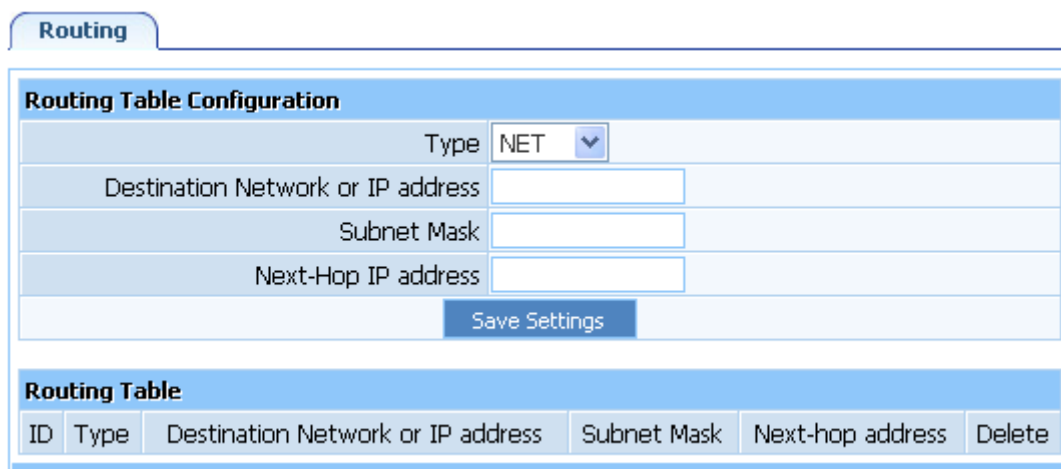 Routing
Routing Table Configuration
Type NET
Destination Network or IP address
Subnet Mask
Next-Hop IP address
Save Settings
Routing Table
ID Type Destination Network or IP address Subnet Mask Next-hop address Delete